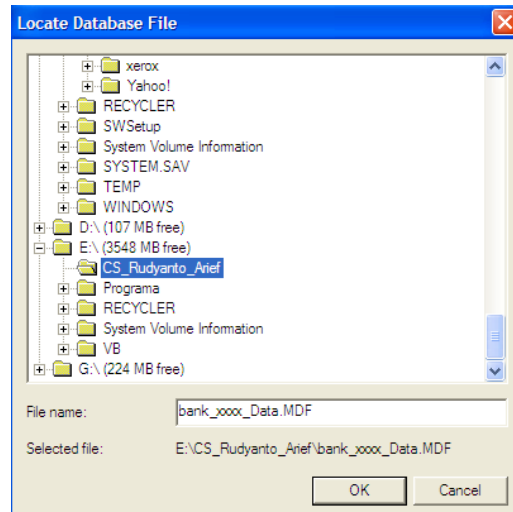 Locate Database File
xerox
Yahoo!
RECYCLER
SWSetup
System Volume Information
SYSTEM.SAV
TEMP
WINDOWS
D:\ (107 MB free)
E:\ (3548 MB free)
CS_Rudyanto_Arief
Programa
RECYCLER
System Volume Information
VB
G:\ (224 MB free)
File name: bank_xxxx_Data.MDF
Selected file: E:\CS_Rudyanto_Arief\bank_xxxx_Data.MDF
OK Cancel